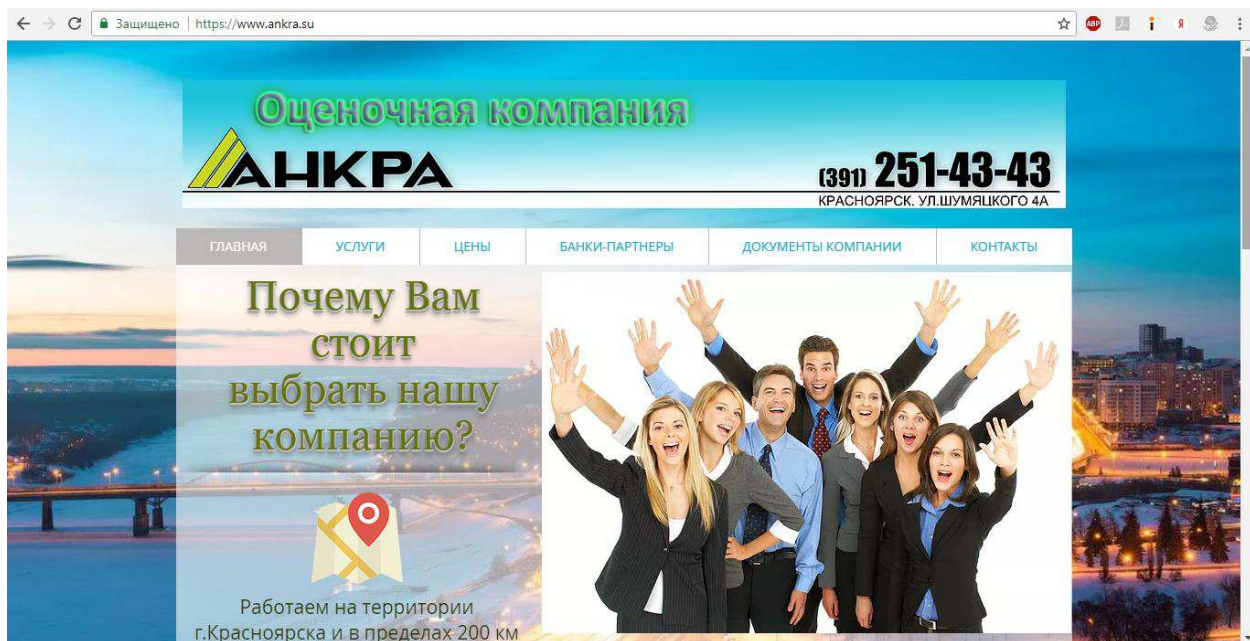 Защищено | https://www.ankra.su
ABP
Я
Оценочная компания
АНКРА
(391) 251-43-43
КРАСНОЯРСК. УЛ.ШУМЯЦКОГО 4А
ГЛАВНАЯ
УСЛУГИ
ЦЕНЫ
БАНКИ-ПАРТНЕРЫ
ДОКУМЕНТЫ КОМПАНИИ
КОНТАКТЫ
Почему Вам
стоит
выбрать нашу
компанию?
Работаем на территории
г.Красноярска и в пределах 200 км